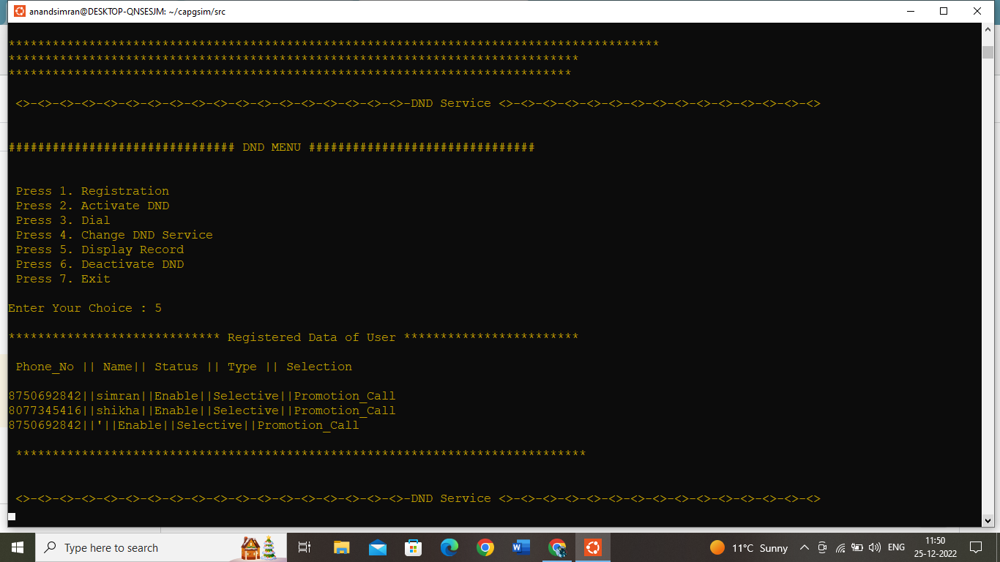 anandsimran@DESKTOP-QNSESJM: ~/capgsim/src
*****************************************************************************************
******************************************************************************
*****************************************************************************
<>-<>-<>-<>-<>-<>-<>-<>-<>-<>-<>-<>-<>-<>-<>-<>-<>-<>-DND Service <>-<>-<>-<>-<>-<>-<>-<>-<>-<>-<>-<>-<>-<>-<>
############################### DND MENU ###############################
Press 1. Registration
Press 2. Activate DND
Press 3. Dial
Press 4. Change DND Service
Press 5. Display Record
Press 6. Deactivate DND
Press 7. Exit
Enter Your Choice : 5
***************************** Registered Data of User ************************
Phone_No || Name|| Status || Type || Selection
8750692842||simran||Enable||Selective||Promotion_Call
8077345416||shikha||Enable||Selective||Promotion_Call
8750692842||'||Enable||Selective||Promotion_Call
******************************************************************************
<>-<>-<>-<>-<>-<>-<>-<>-<>-<>-<>-<>-<>-<>-<>-<>-<>-<>-DND Service <>-<>-<>-<>-<>-<>-<>-<>-<>-<>-<>-<>-<>-<>-<>
Type here to search
11°C Sunny
ENG
11:50
25-12-2022